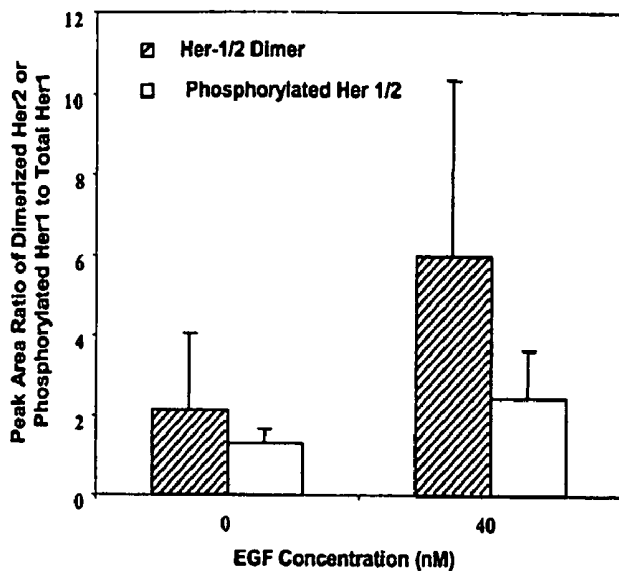 Peak Area Ratio of Dimerized Her2 or
Phosphorylated Her1 to Total Her1
12
10
8
6
4
2
0
Her-1/2 Dimer
Phosphorylated Her 1/2
0
40
EGF Concentration (nM)